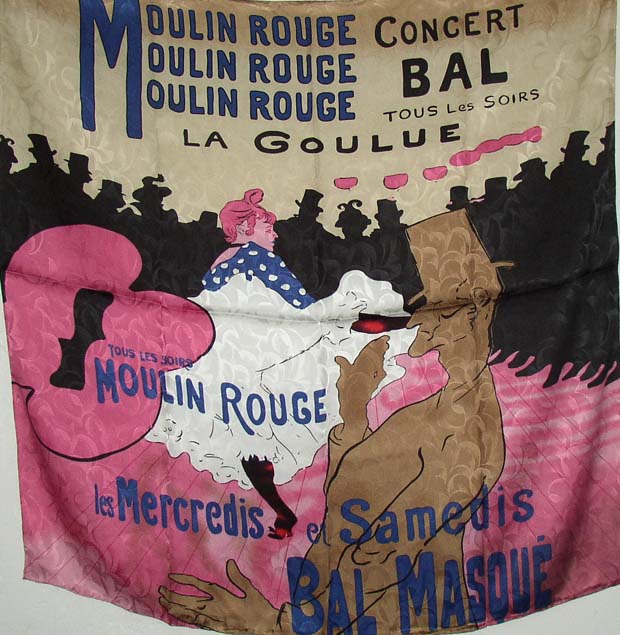 MOULIN ROUGE CONCERT
MOULIN ROUGE BAL
MOULIN ROUGE TOUS Les SOIRS
LA GOULUE
TOUS LES SOIRS
MOULIN ROUGE
les Mercredis et Samedis
BAL MASQUÉ